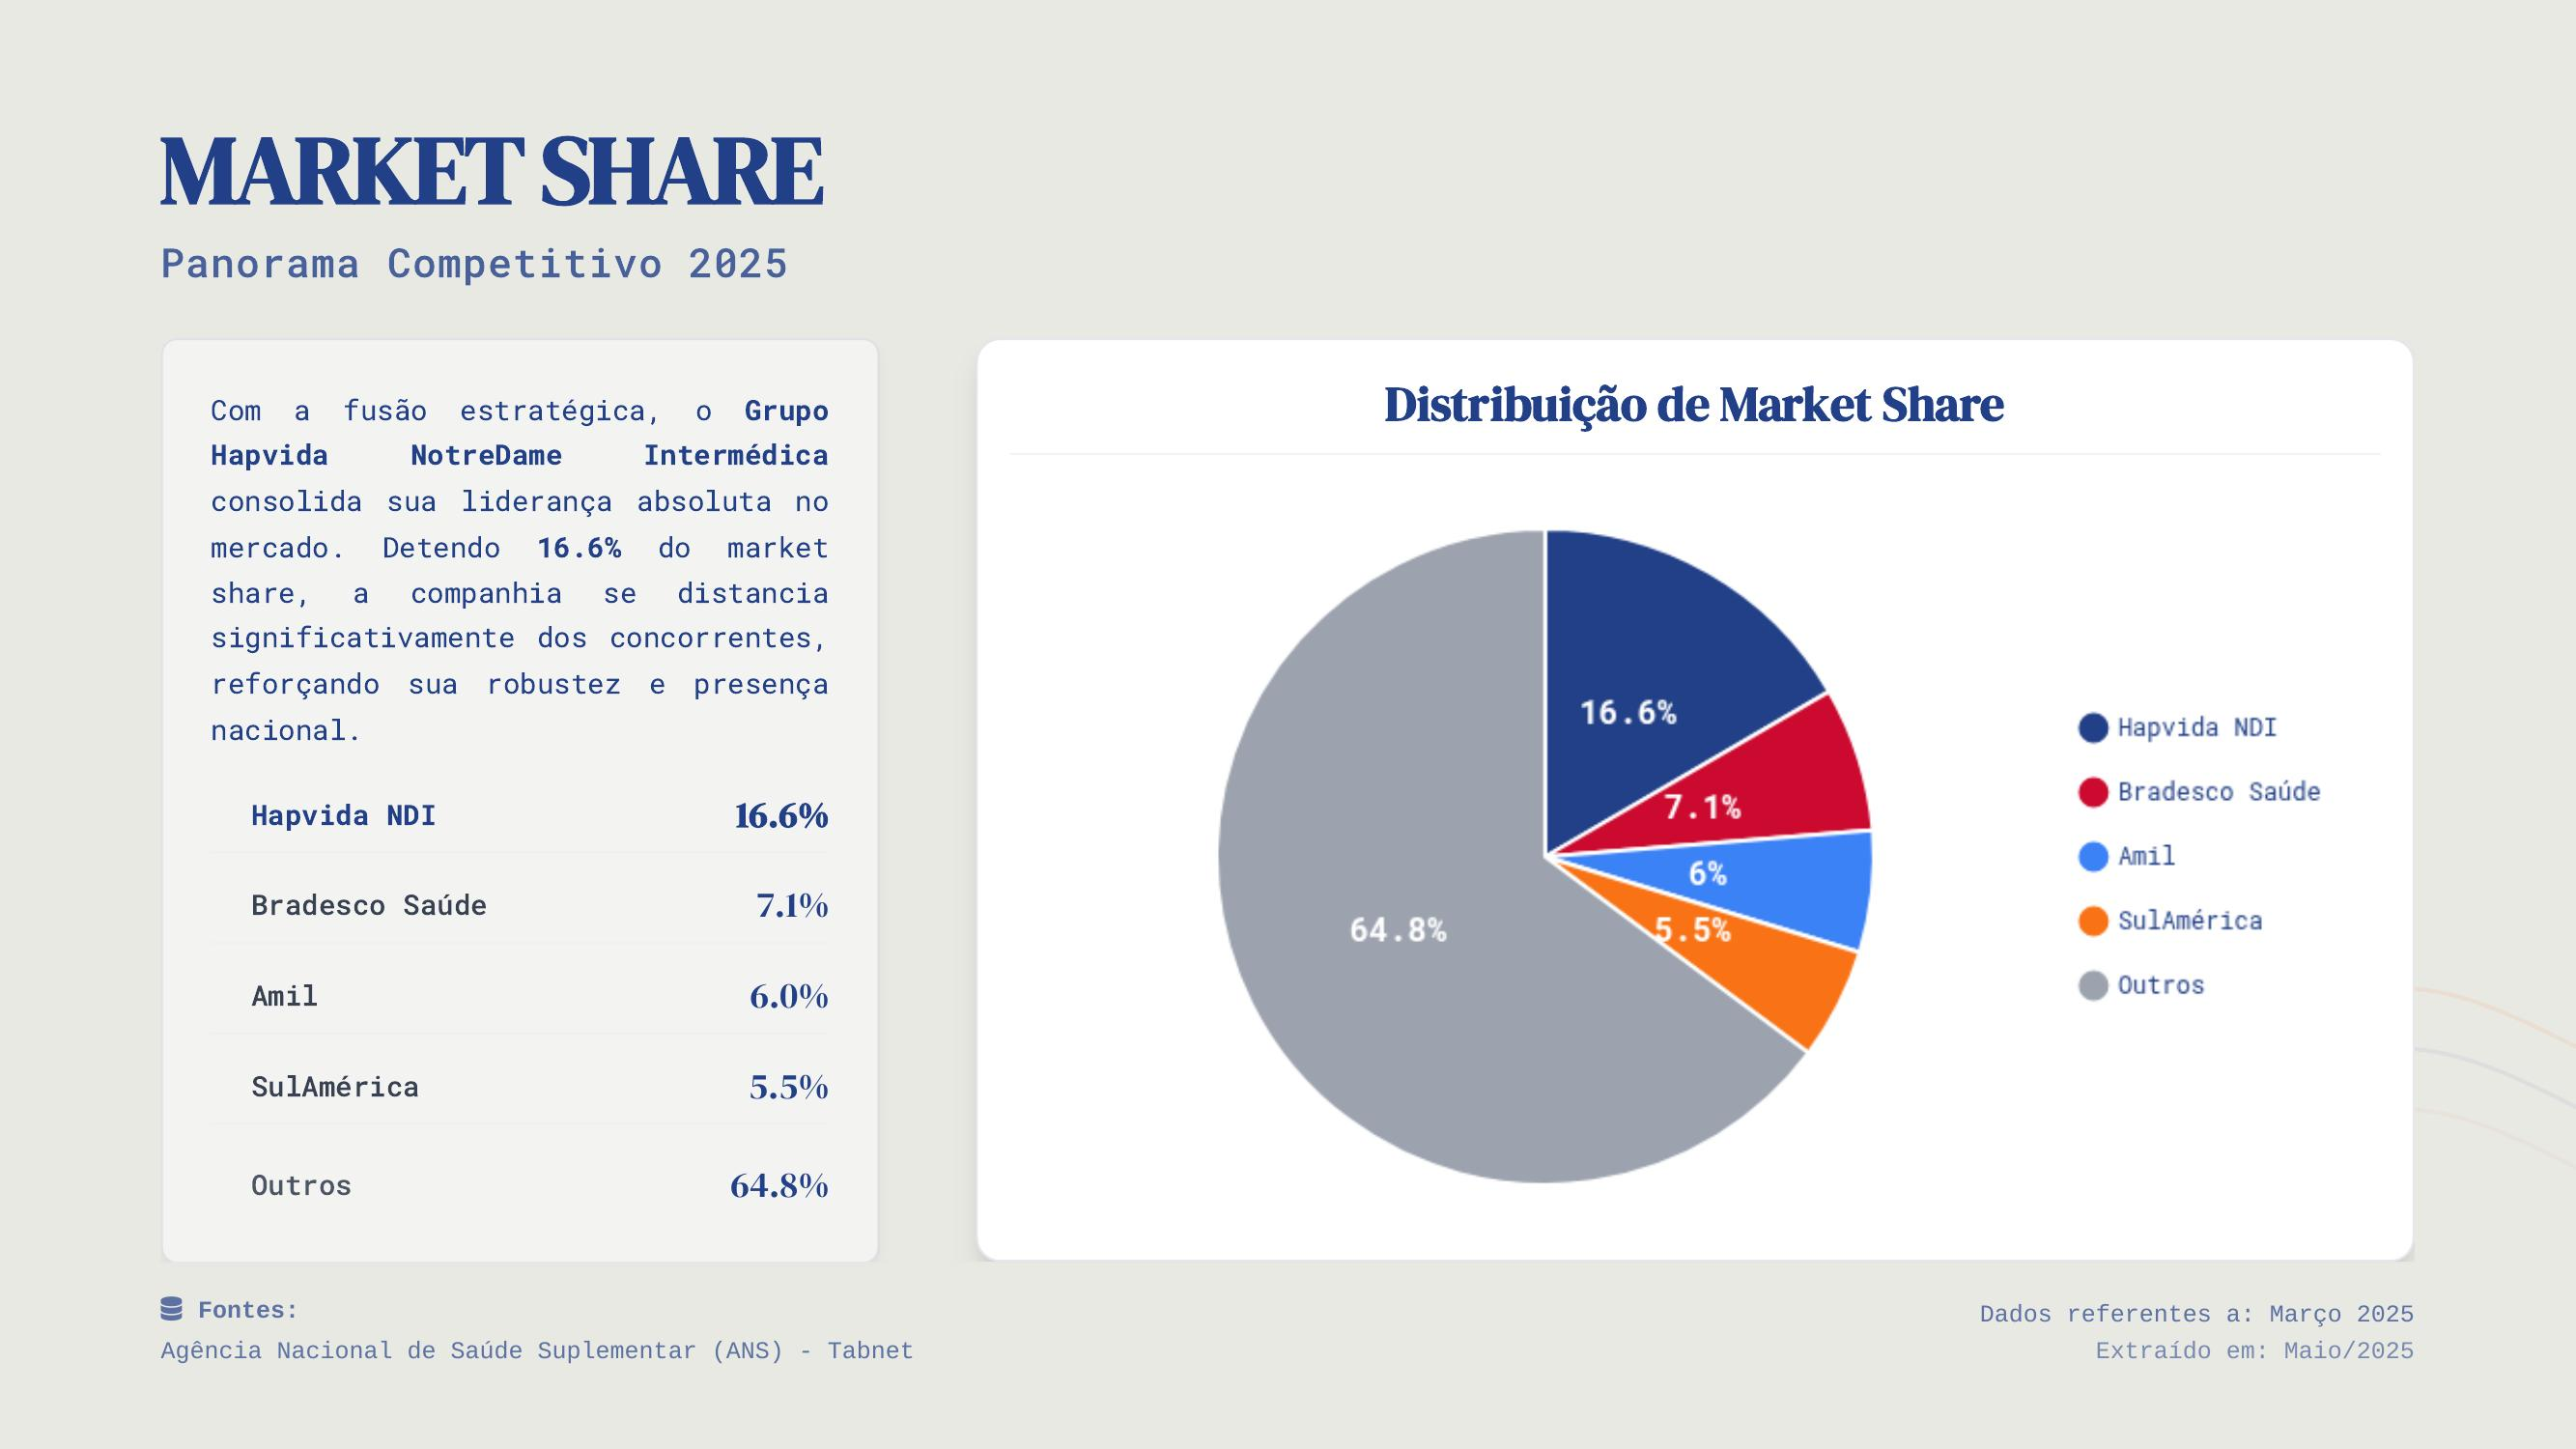 MARKET SHARE
Panorama Competitivo 2025
Com a fusão estratégica, o Grupo
Hapvida NotreDame Intermédica
consolida sua liderança absoluta no
mercado. Detendo 16.6% do market
share, a companhia se distancia
significativamente dos concorrentes,
reforçando sua robustez e presença
nacional.
Hapvida NDI 16.6%
Bradesco Saúde 7.1%
Amil 6.0%
SulAmérica 5.5%
Outros 64.8%
Distribuição de Market Share
16.6%
7.1%
6%
5.5%
64.8%
Hapvida NDI
Bradesco Saúde
Amil
SulAmérica
Outros
Fontes:
Agência Nacional de Saúde Suplementar (ANS) - Tabnet
Dados referentes a: Março 2025
Extraído em: Maio/2025